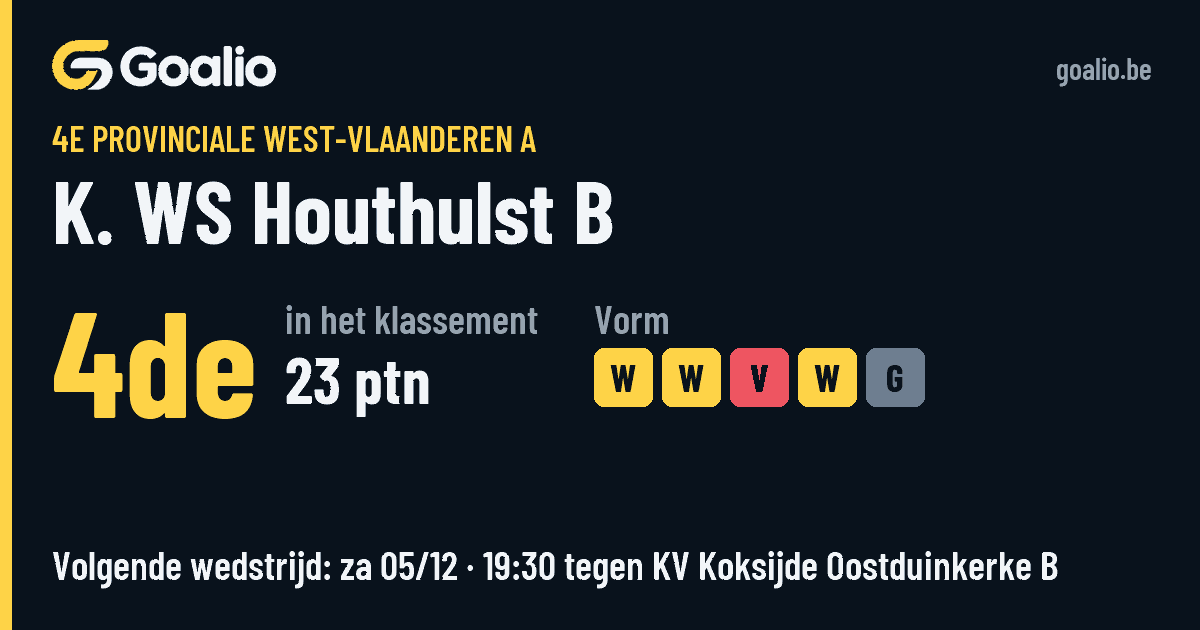 Goalio
goalio.be
4E PROVINCIALE WEST-VLAANDEREN A
K. WS Houthulst B
4de
in het klassement
23 ptn
Vorm
W W V W G
Volgende wedstrijd: za 05/12 · 19:30 tegen KV Koksijde Oostduinkerke B